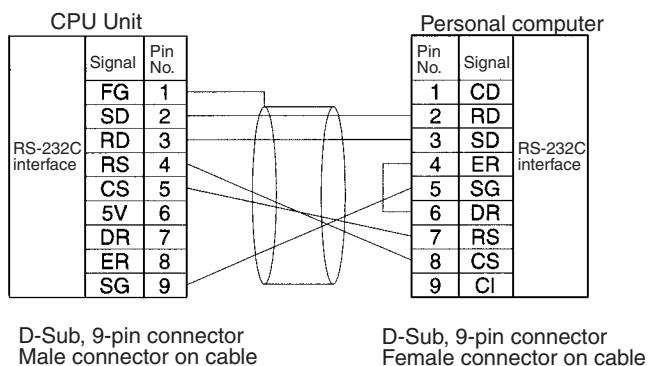 CPU Unit
Personal computer
Signal Pin No.
FG 1
SD 2
RD 3
RS 4
CS 5
5V 6
DR 7
ER 8
SG 9
RS-232C
interface
Pin No. Signal
1 CD
2 RD
3 SD
4 ER
5 SG
6 DR
7 RS
8 CS
9 CI
RS-232C
interface
D-Sub, 9-pin connector
Male connector on cable
D-Sub, 9-pin connector
Female connector on cable